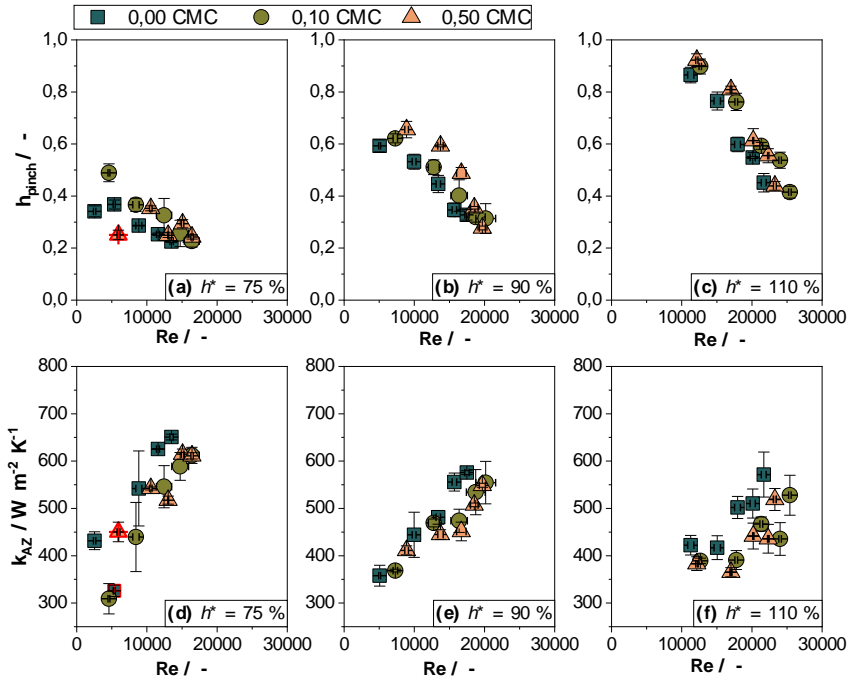 0,00 CMC 0,10 CMC 0,50 CMC
1,0 1,0 1,0
0,8 0,8 0,8
0,6 0,6 0,6
h_pinch / -
0,4 0,4 0,4
0,2 0,2 0,2
(a) h* = 75 % (b) h* = 90 % (c) h* = 110 %
0,0 0,0 0,0
0 10000 20000 30000 0 10000 20000 30000 0 10000 20000 30000
Re / - Re / - Re / -
800 800 800
700 700 700
600 600 600
k_AZ / W m⁻² K⁻¹
500 500 500
400 400 400
300 300 300
(d) h* = 75 % (e) h* = 90 % (f) h* = 110 %
0 10000 20000 30000 0 10000 20000 30000 0 10000 20000 30000
Re / - Re / - Re / -